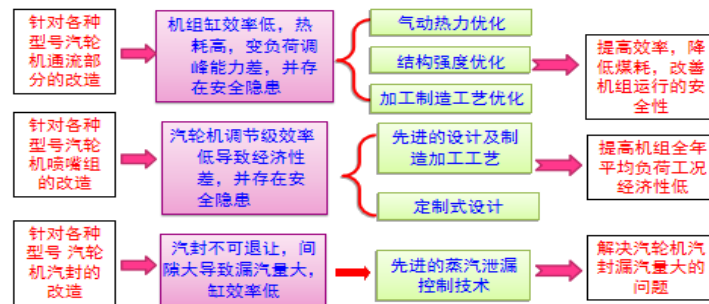 针对各种
型号汽轮
机通流部
分的改造
机组缸效率低，热
耗高，变负荷调
峰能力差，并存
在安全隐患
气动热力优化
结构强度优化
加工制造工艺优化
提高效率，降
低煤耗，改善
机组运行的安
全性
针对各种
型号汽轮
机喷嘴组
的改造
汽轮机调节级效率
低导致经济性
差，并存在安
全隐患
先进的设计及制
造加工工艺
定制式设计
提高机组全年
平均负荷工况
经济性低
针对各种
型号 汽轮
机汽封的
改造
汽封不可退让，间
隙大导致漏汽量大，
缸效率低
先进的蒸汽泄漏
控制技术
解决汽轮机汽
封漏汽量大的
问题